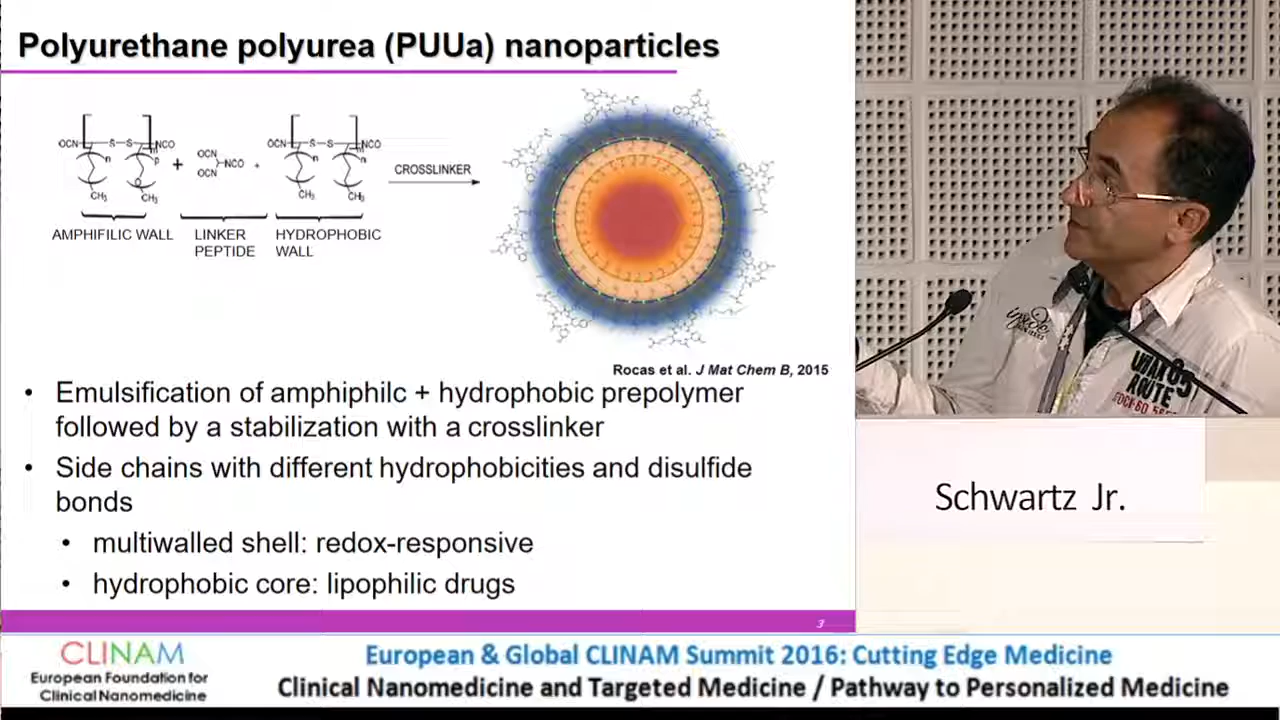 Polyurethane polyurea (PUUa) nanoparticles
OCN
S
S
NCO
n
p
CH₃
O
CH₃
+
OCN
NCO
OCN
+
OCN
S
S
NCO
n
n
CH₃
CH₃
CROSSLINKER
AMPHIFILIC WALL
LINKER
PEPTIDE
HYDROPHOBIC
WALL
Rocas et al. J Mat Chem B, 2015
• Emulsification of amphiphilc + hydrophobic prepolymer
followed by a stabilization with a crosslinker
• Side chains with different hydrophobicities and disulfide
bonds
• multiwalled shell: redox-responsive
• hydrophobic core: lipophilic drugs
3
inside
ROUTE
Schwartz Jr.
CLINAM
European Foundation for
Clinical Nanomedicine
European & Global CLINAM Summit 2016: Cutting Edge Medicine
Clinical Nanomedicine and Targeted Medicine / Pathway to Personalized Medicine